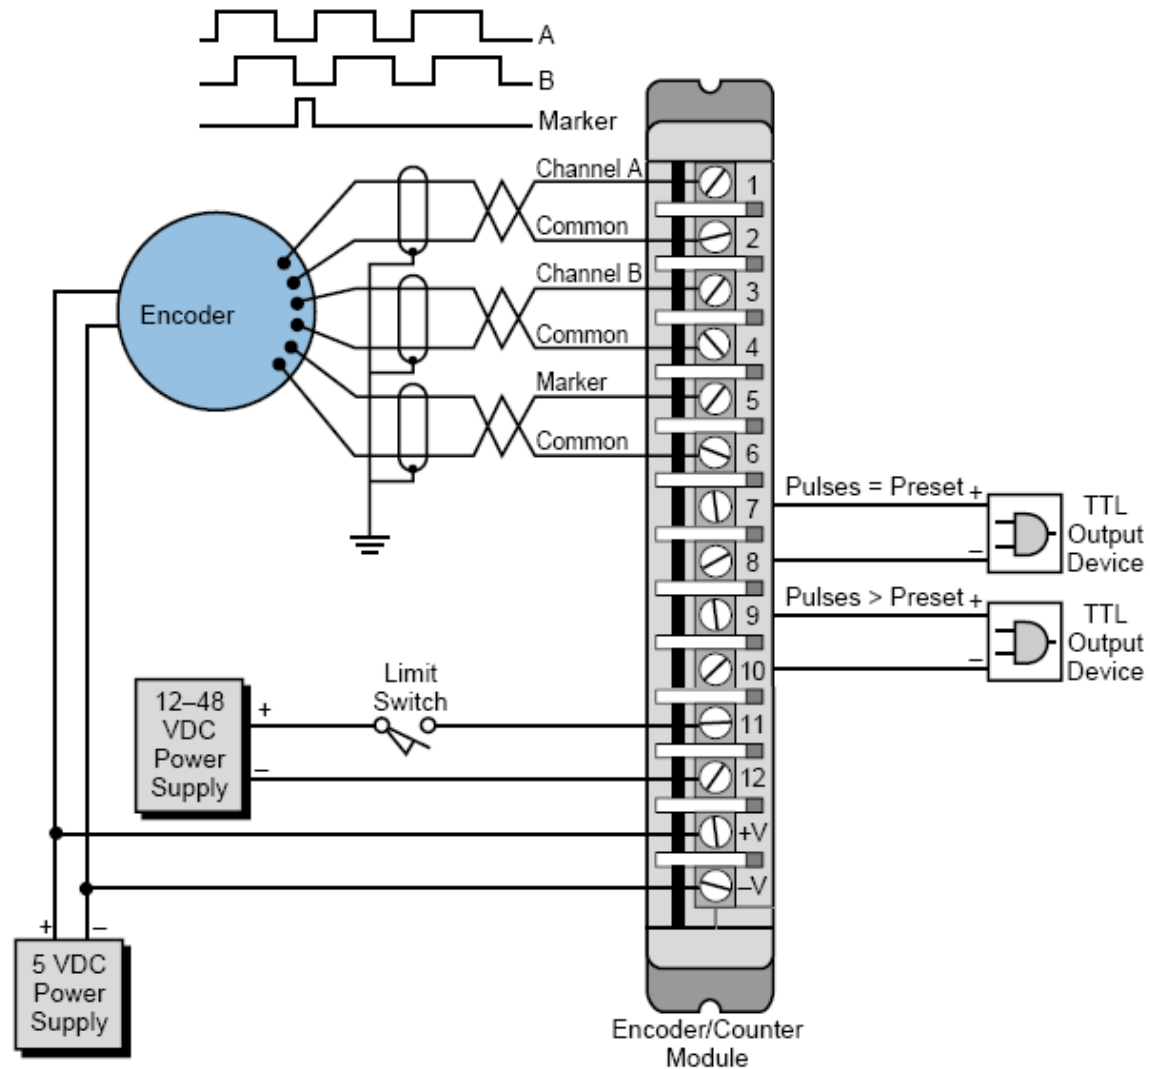 A
B
Marker
Channel A
Common
Channel B
Common
Marker
Common
Encoder
1
2
3
4
5
6
7
8
9
10
11
12
+V
–V
Pulses = Preset
+
–
TTL
Output
Device
Pulses > Preset
+
–
TTL
Output
Device
Limit
Switch
12–48
VDC
Power
Supply
+
–
+
–
5 VDC
Power
Supply
Encoder/Counter
Module